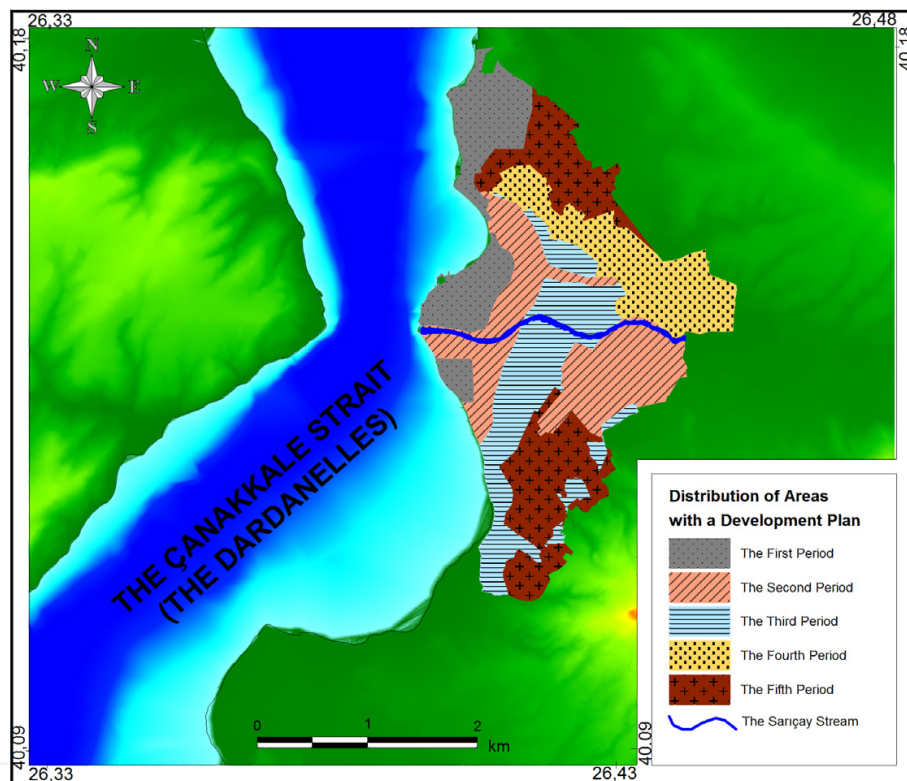 26,33
26,48
40,18
40,18
N
W E
S
THE ÇANAKKALE STRAIT
(THE DARDANELLES)
Distribution of Areas
with a Development Plan
The First Period
The Second Period
The Third Period
The Fourth Period
The Fifth Period
The Sarıçay Stream
0 1 2
km
40,09
40,09
26,33
26,43